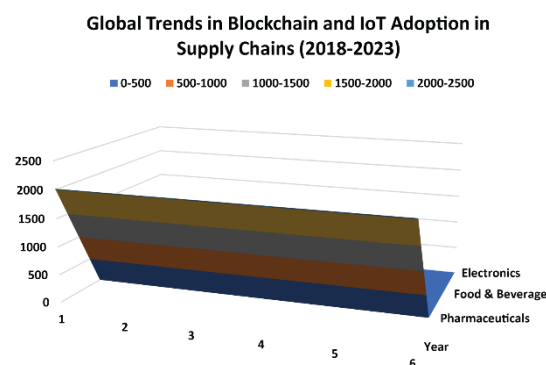 Global Trends in Blockchain and IoT Adoption in
Supply Chains (2018-2023)
0-500 500-1000 1000-1500 1500-2000 2000-2500
2500
2000
1500
1000
500
0
1 2 3 4 5 6
Electronics
Food & Beverage
Pharmaceuticals
Year